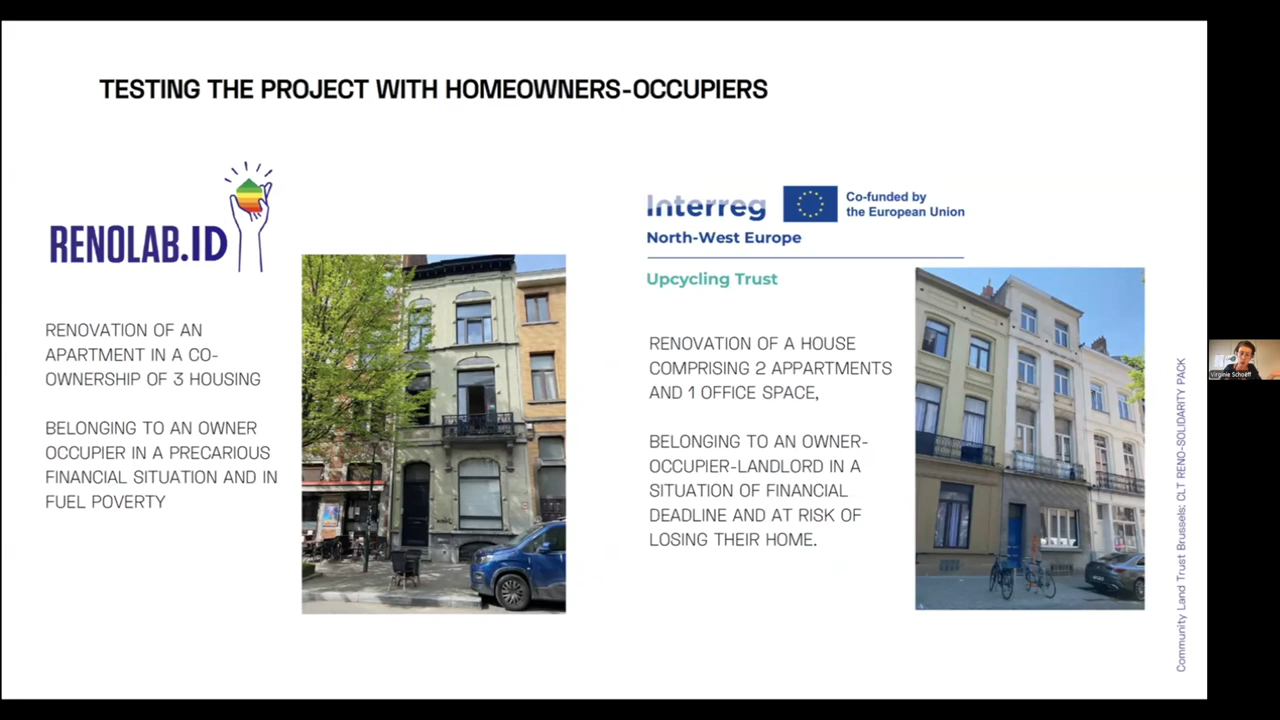 TESTING THE PROJECT WITH HOMEOWNERS-OCCUPIERS
RENOLAB.ID
RENOVATION OF AN
APARTMENT IN A CO-
OWNERSHIP OF 3 HOUSING
BELONGING TO AN OWNER
OCCUPIER IN A PRECARIOUS
FINANCIAL SITUATION AND IN
FUEL POVERTY
Interreg
Co-funded by
the European Union
North-West Europe
Upcycling Trust
RENOVATION OF A HOUSE
COMPRISING 2 APPARTMENTS
AND 1 OFFICE SPACE,
BELONGING TO AN OWNER-
OCCUPIER-LANDLORD IN A
SITUATION OF FINANCIAL
DEADLINE AND AT RISK OF
LOSING THEIR HOME.
Community Land Trust Brussels: CLT RENO-SOLIDARITY PACK
Virginie Schoëff